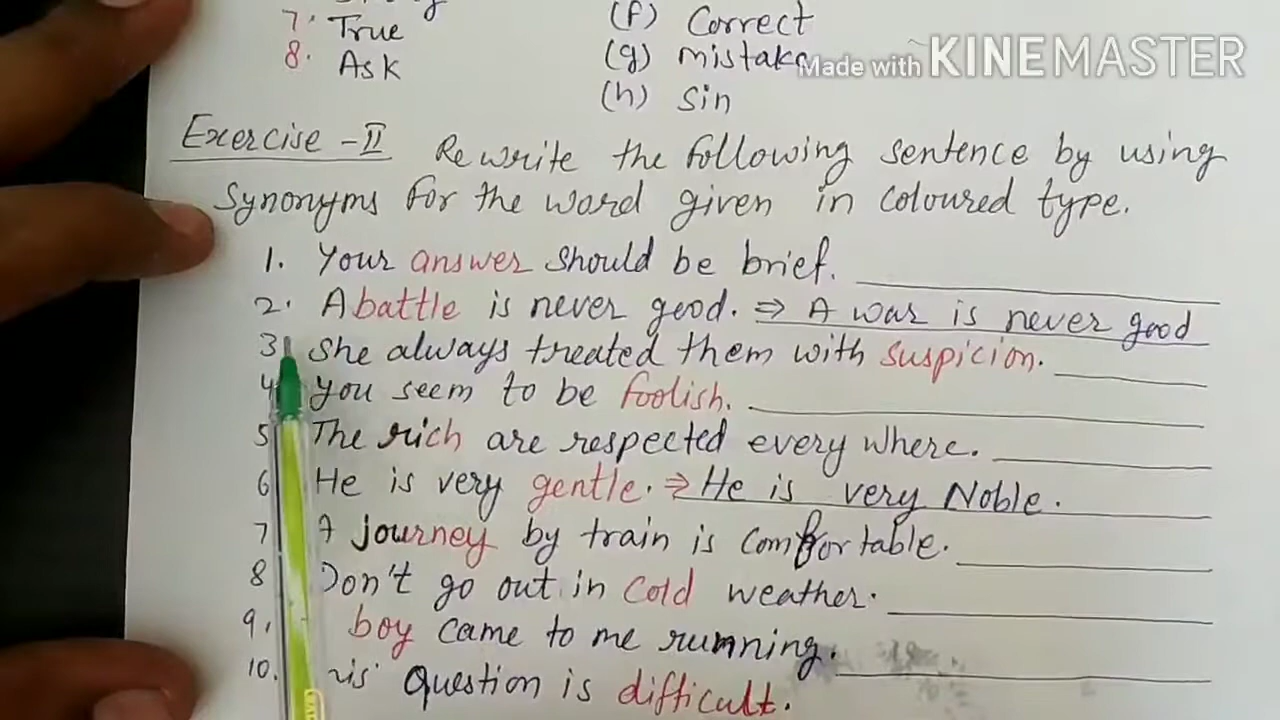 7. True (f) Correct
8. Ask (g) mistake
Made with KINEMASTER
(h) Sin
Exercise -II Rewrite the following sentence by using
Synonyms for the word given in coloured type.
1. Your answer should be brief.
2. A battle is never good. ⇒ A war is never good
3 She always treated them with suspicion.
4 You seem to be foolish.
5 The rich are respected every where.
6 He is very gentle. ⇒ He is very Noble.
7 A journey by train is comfortable.
8 Don't go out in cold weather.
9. boy came to me running.
10. Question is difficult.